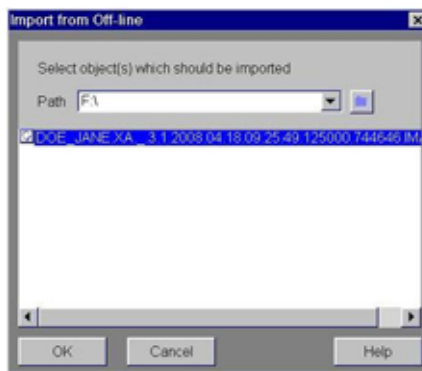 Import from Off-line
Select object(s) which should be imported
Path F:\
DOE_JANE.XA._.3.1.2008.04.18.09.25.49.125000.744646.IMA
OK Cancel Help